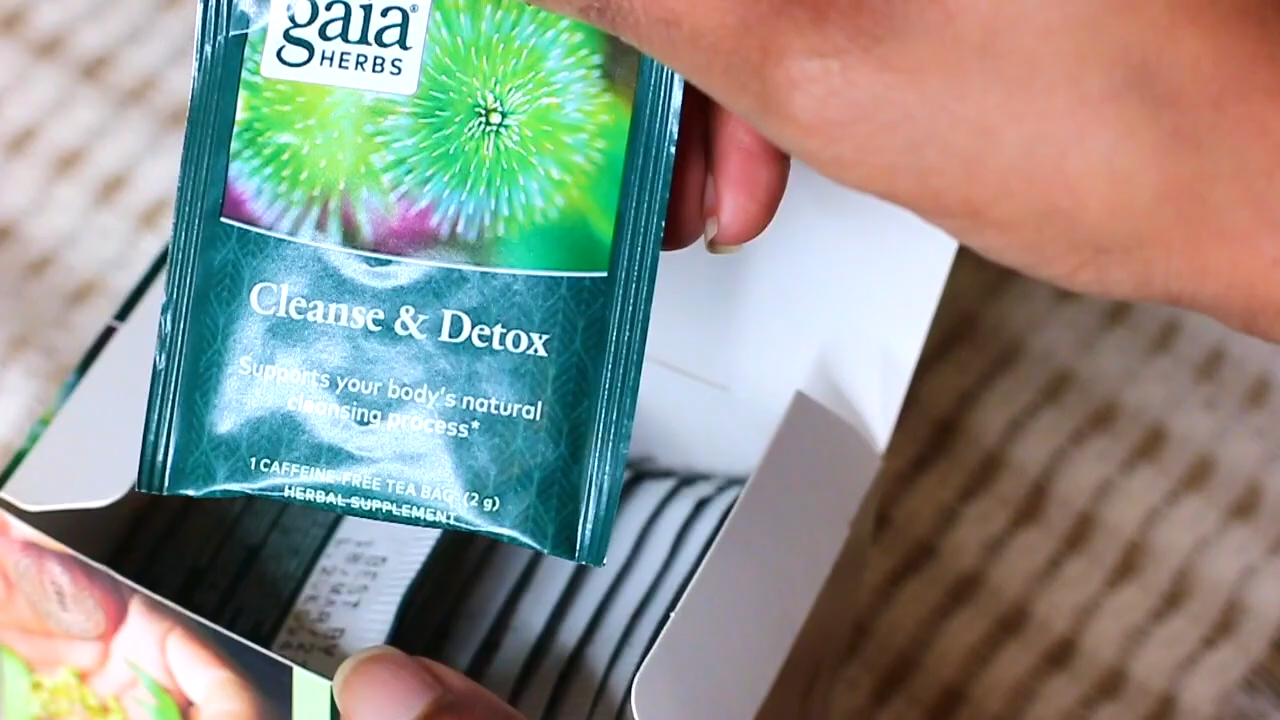 gaia®
HERBS
Cleanse & Detox
Supports your body's natural
cleansing process*
1 CAFFEINE-FREE TEA BAG (2 g)
HERBAL SUPPLEMENT